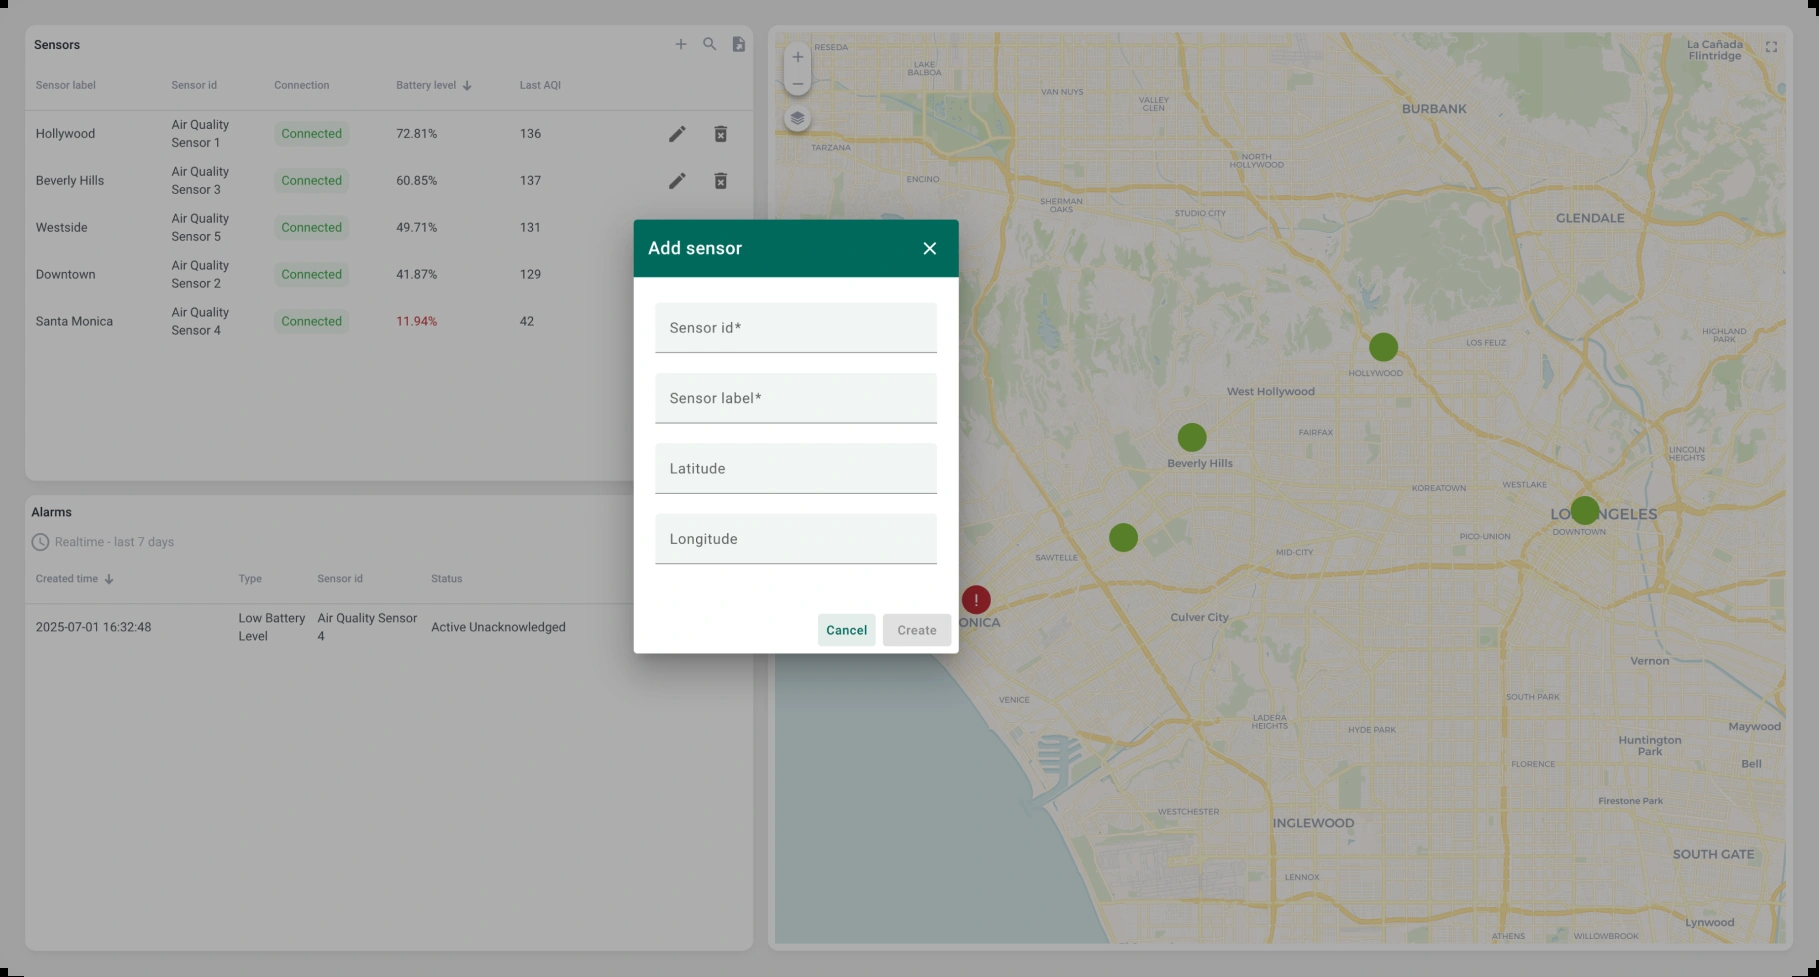 Sensors
Sensor label
Sensor id
Connection
Battery level
Last AQI
Hollywood
Air Quality
Sensor 1
Connected
72.81%
136
Beverly Hills
Air Quality
Sensor 3
Connected
60.85%
137
Westside
Air Quality
Sensor 5
Connected
49.71%
131
Downtown
Air Quality
Sensor 2
Connected
41.87%
129
Santa Monica
Air Quality
Sensor 4
Connected
11.94%
42
Alarms
Realtime - last 7 days
Created time
Type
Sensor id
Status
2025-07-01 16:32:48
Low Battery
Level
Air Quality Sensor
4
Active Unacknowledged
Add sensor
Sensor id*
Sensor label*
Latitude
Longitude
Cancel
Create
RESEDA
LAKE
BALBOA
VAN NUYS
VALLEY
GLEN
La Cañada
Flintridge
BURBANK
TARZANA
NORTH
HOLLYWOOD
ENCINO
SHERMAN
OAKS
STUDIO CITY
GLENDALE
HIGHLAND
PARK
LOS FELIZ
HOLLYWOOD
West Hollywood
FAIRFAX
LINCOLN
HEIGHTS
Beverly Hills
KOREATOWN
WESTLAKE
LO NGELES
DOWNTOWN
PICO-UNION
MID-CITY
SAWTELLE
!
ONICA
Culver City
Vernon
VENICE
SOUTH PARK
LADERA
HEIGHTS
HYDE PARK
Maywood
Huntington
Park
FLORENCE
Bell
Firestone Park
WESTCHESTER
INGLEWOOD
SOUTH GATE
LENNOX
Lynwood
ATHENS
WILLOWBROOK